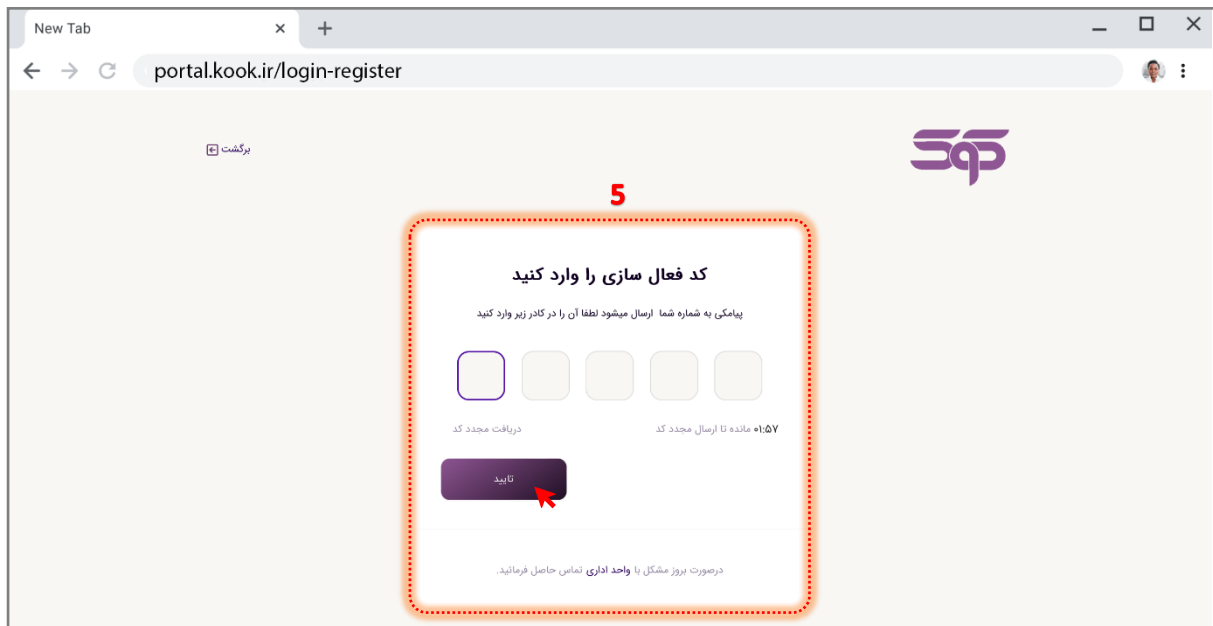 New Tab
portal.kook.ir/login-register
کوک
برگشت
5
کد فعال سازی را وارد کنید
پیامکی به شماره شما ارسال میشود لطفا آن را در کادر زیر وارد کنید
۰۱:۵۷ مانده تا ارسال مجدد کد
دریافت مجدد کد
تایید
درصورت بروز مشکل با واحد اداری تماس حاصل فرمائید.